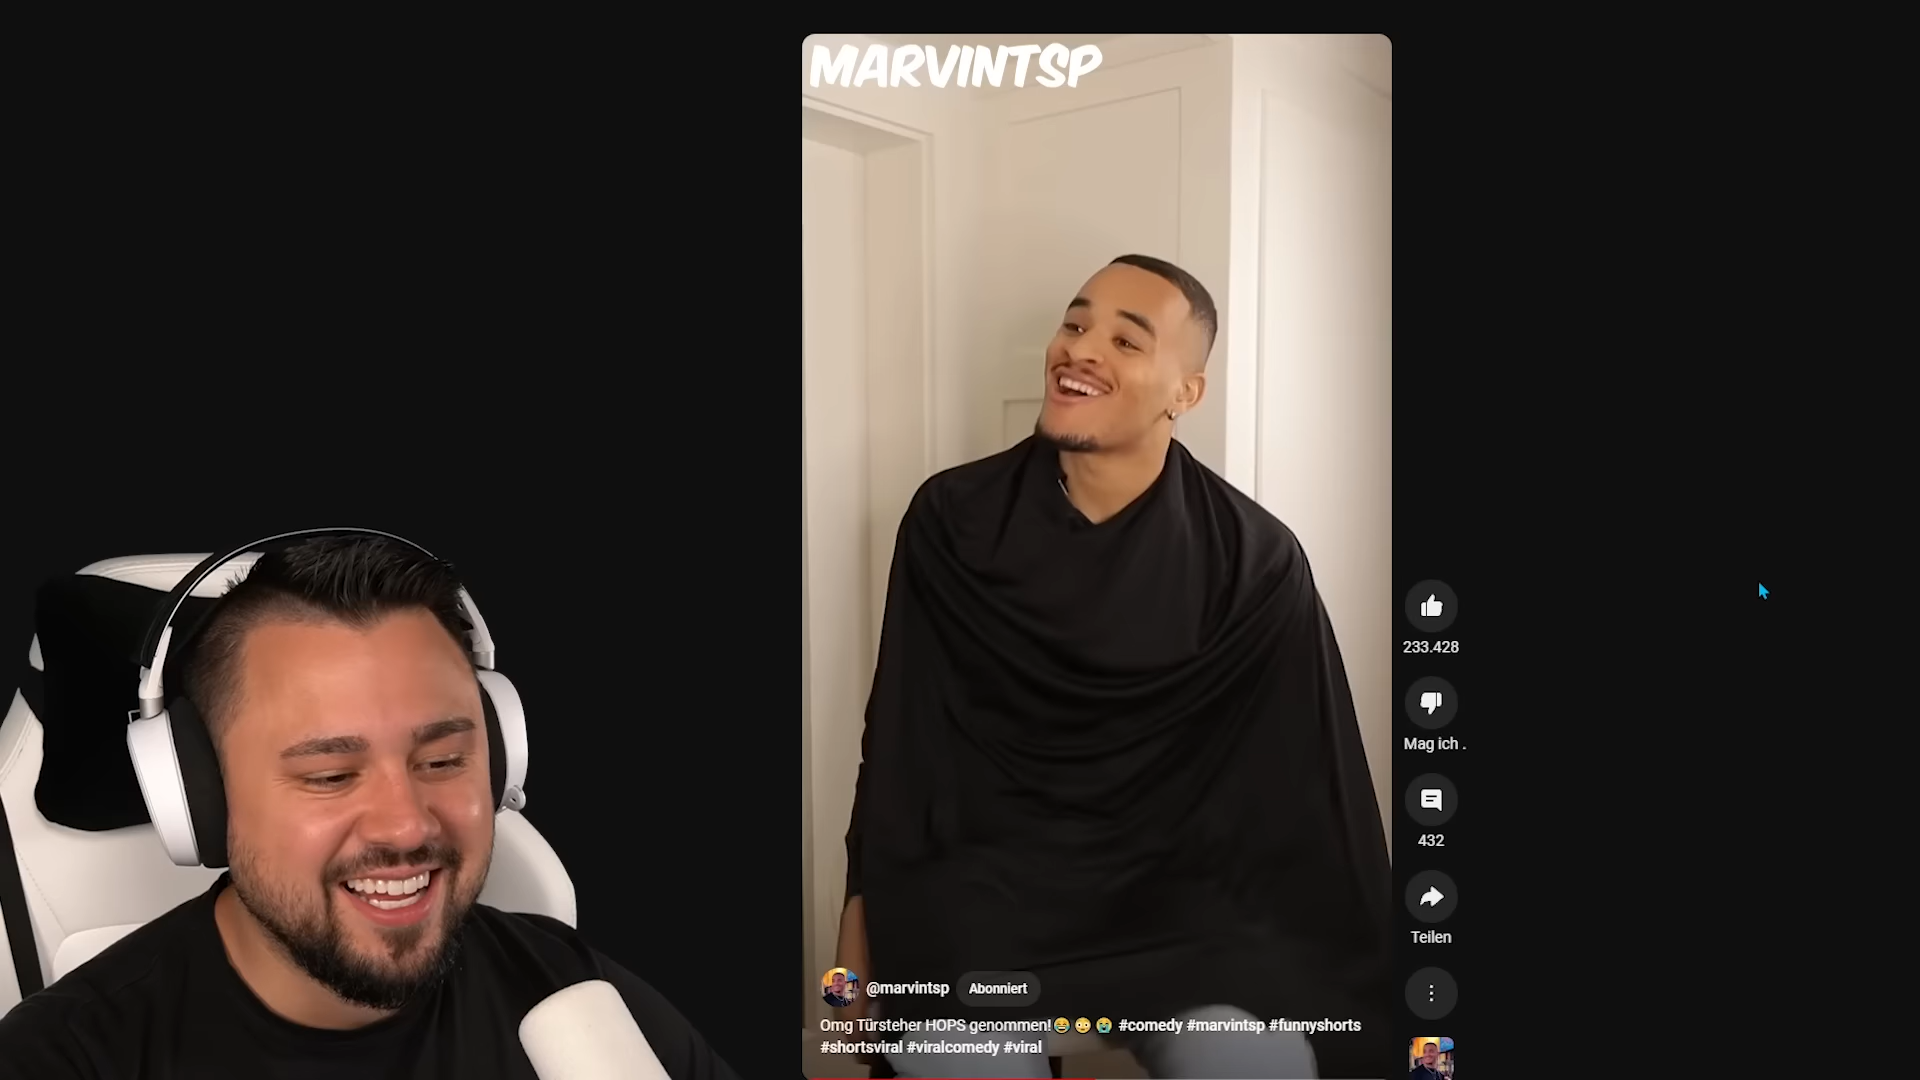 MARVINTSP
233.428
Mag ich .
432
Teilen
@marvintsp Abonniert
Omg Türsteher HOPS genommen!😂😳😭 #comedy #marvintsp #funnyshorts
#shortsviral #viralcomedy #viral